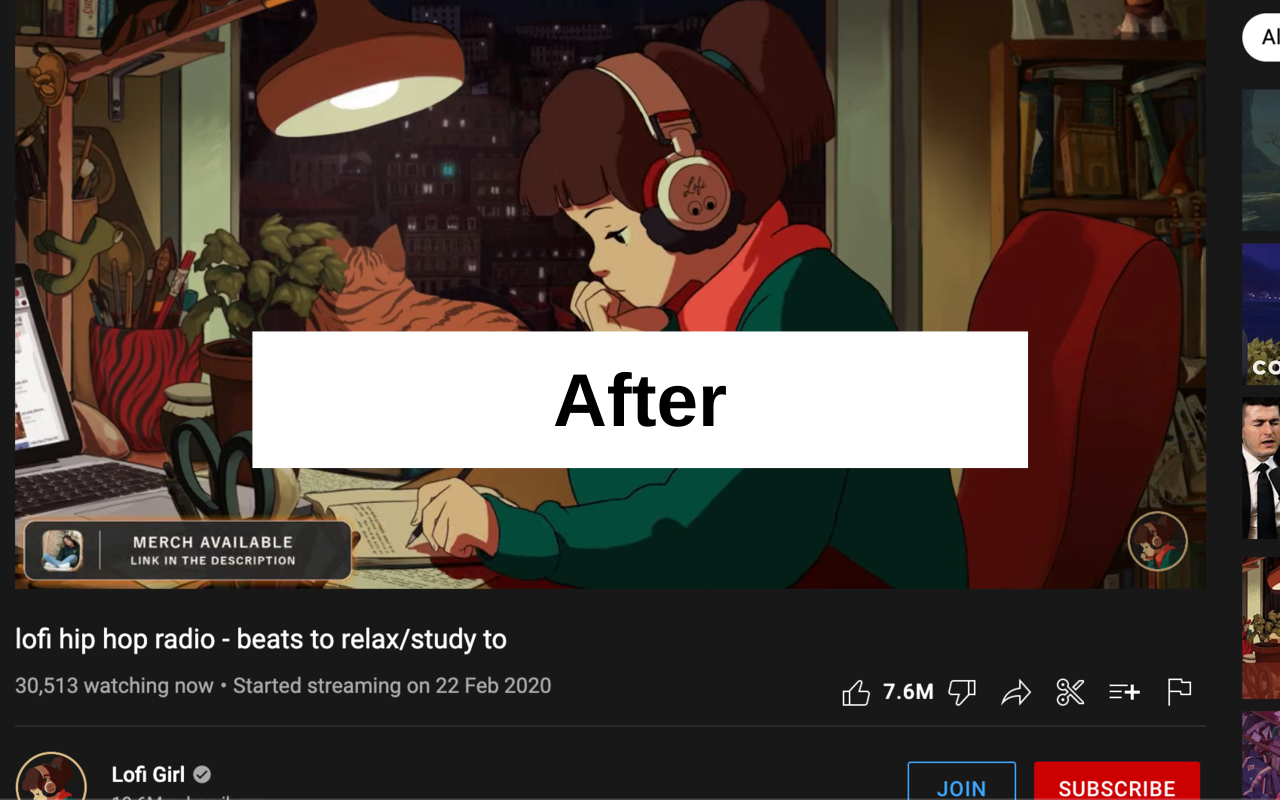 Lofi
After
MERCH AVAILABLE
LINK IN THE DESCRIPTION
lofi hip hop radio - beats to relax/study to
30,513 watching now • Started streaming on 22 Feb 2020
7.6M
Lofi Girl
JOIN
SUBSCRIBE
Al
CO